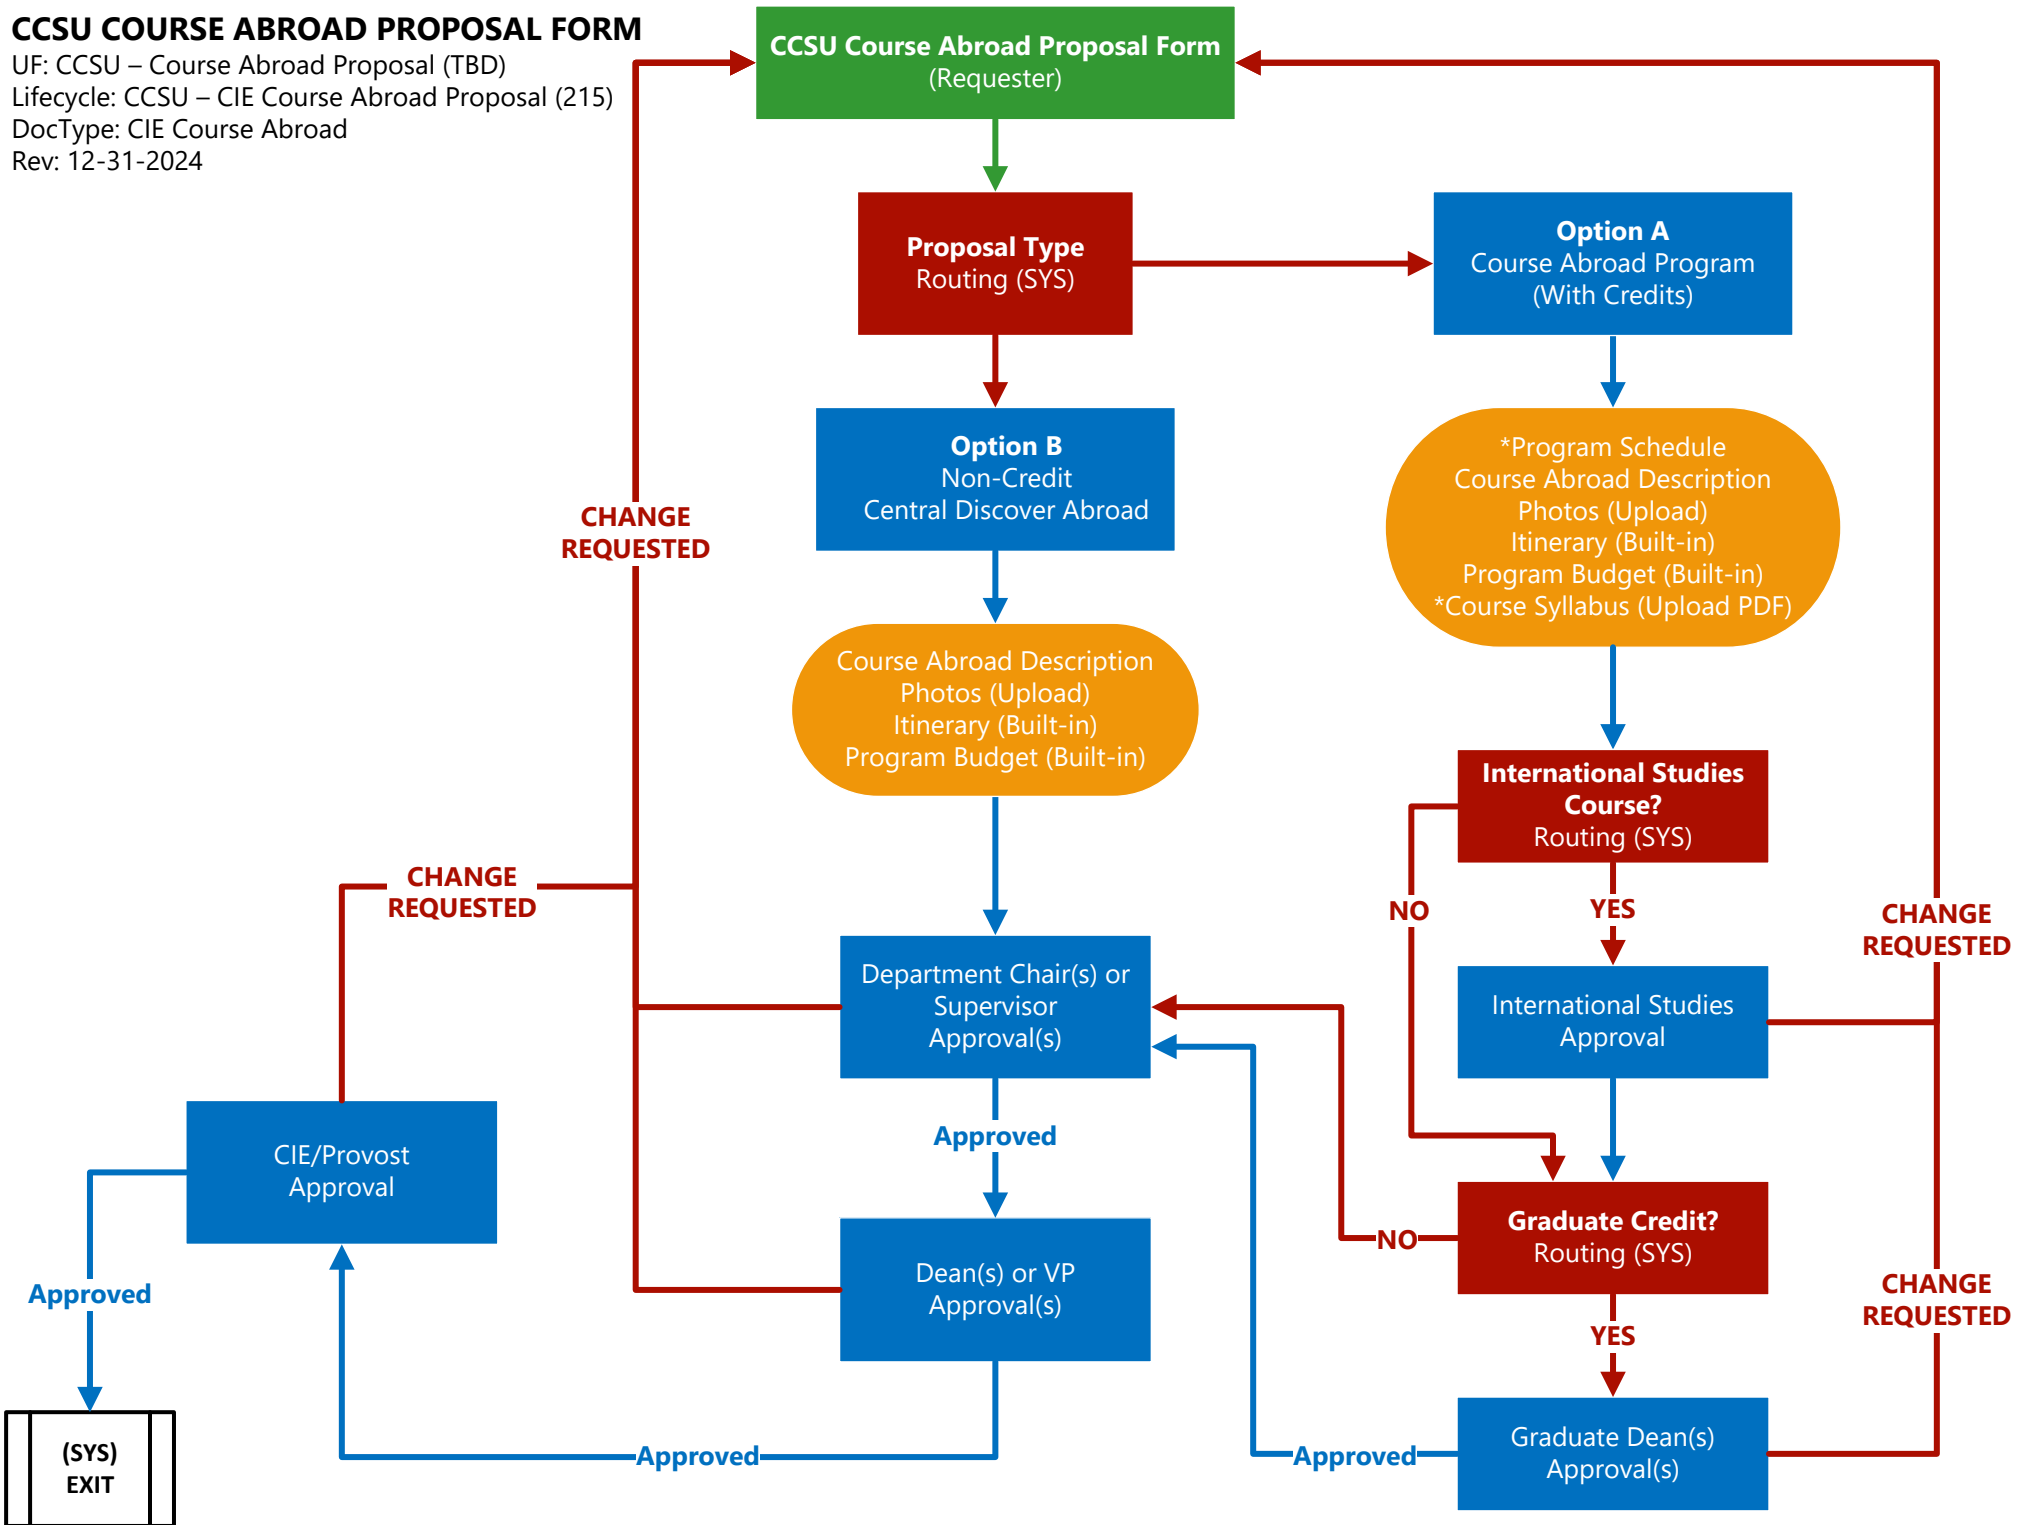 CCSU COURSE ABROAD PROPOSAL FORM
UF: CCSU – Course Abroad Proposal (TBD)
Lifecycle: CCSU – CIE Course Abroad Proposal (215)
DocType: CIE Course Abroad
Rev: 12-31-2024
CCSU Course Abroad Proposal Form
(Requester)
Proposal Type
Routing (SYS)
Option A
Course Abroad Program
(With Credits)
Option B
Non-Credit
Central Discover Abroad
*Program Schedule
Course Abroad Description
Photos (Upload)
Itinerary (Built-in)
Program Budget (Built-in)
*Course Syllabus (Upload PDF)
CHANGE
REQUESTED
Course Abroad Description
Photos (Upload)
Itinerary (Built-in)
Program Budget (Built-in)
International Studies
Course?
Routing (SYS)
CHANGE
REQUESTED
NO
YES
CHANGE
REQUESTED
Department Chair(s) or
Supervisor
Approval(s)
International Studies
Approval
Approved
CIE/Provost
Approval
Graduate Credit?
Routing (SYS)
NO
Dean(s) or VP
Approval(s)
Approved
CHANGE
REQUESTED
YES
(SYS)
EXIT
Approved
Approved
Graduate Dean(s)
Approval(s)